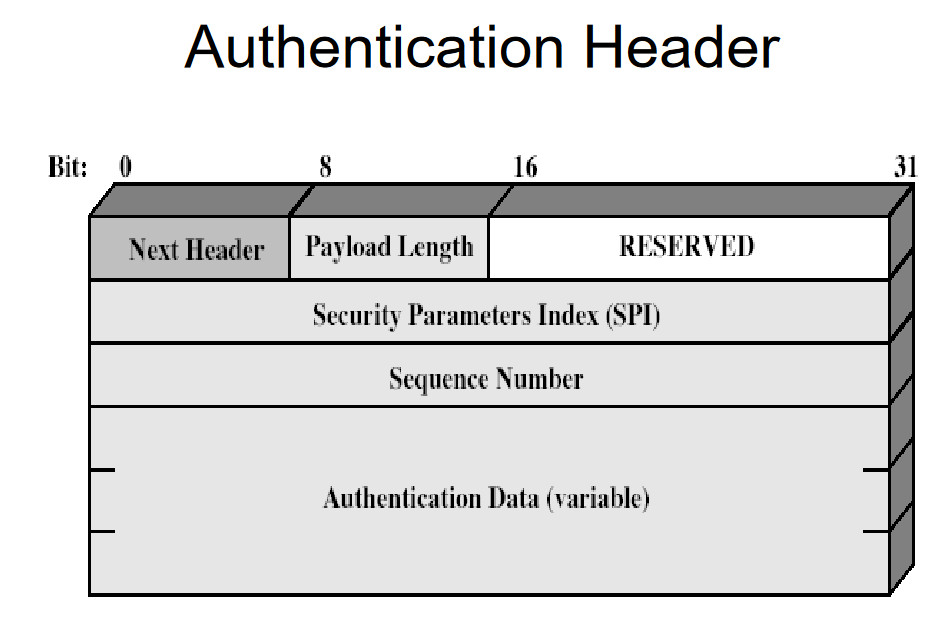 Authentication Header
Bit: 0 8 16 31
Next Header Payload Length RESERVED
Security Parameters Index (SPI)
Sequence Number
Authentication Data (variable)